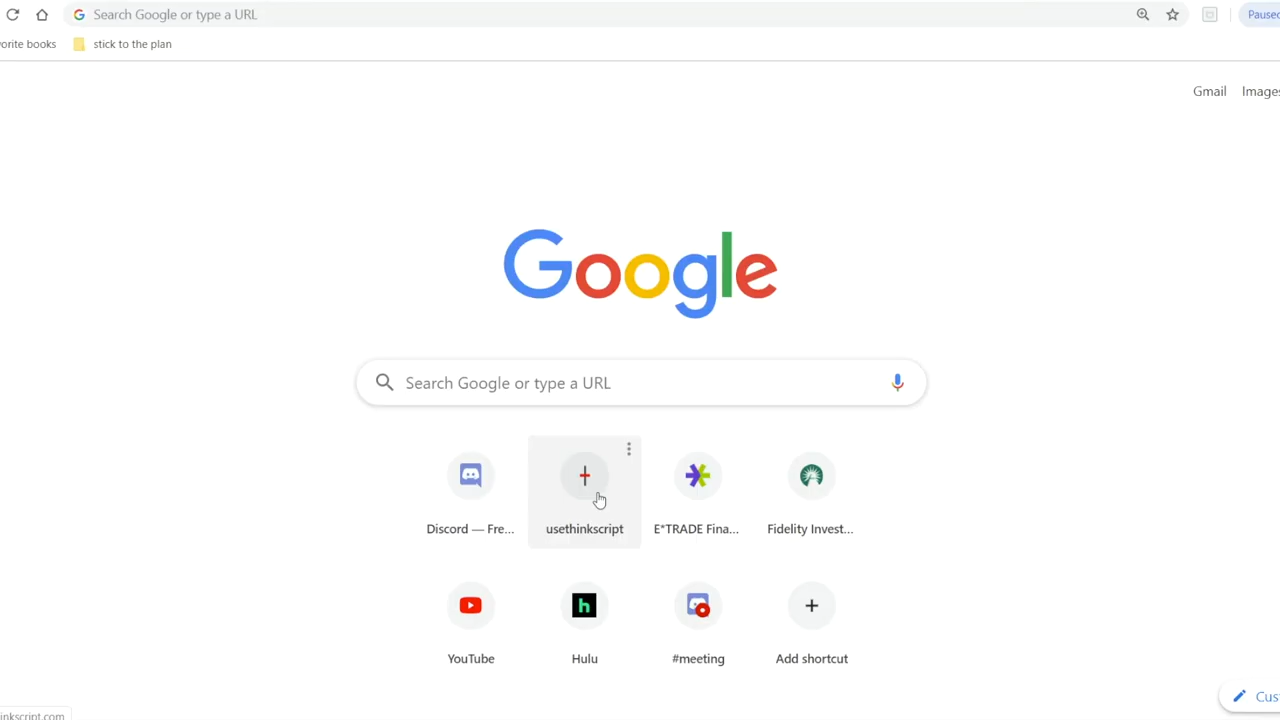 Search Google or type a URL
Paused
orite books
stick to the plan
Gmail Images
Google
Search Google or type a URL
Discord — Fre... usethinkscript E*TRADE Fina... Fidelity Invest...
YouTube Hulu #meeting Add shortcut
Cus
inkscript.com